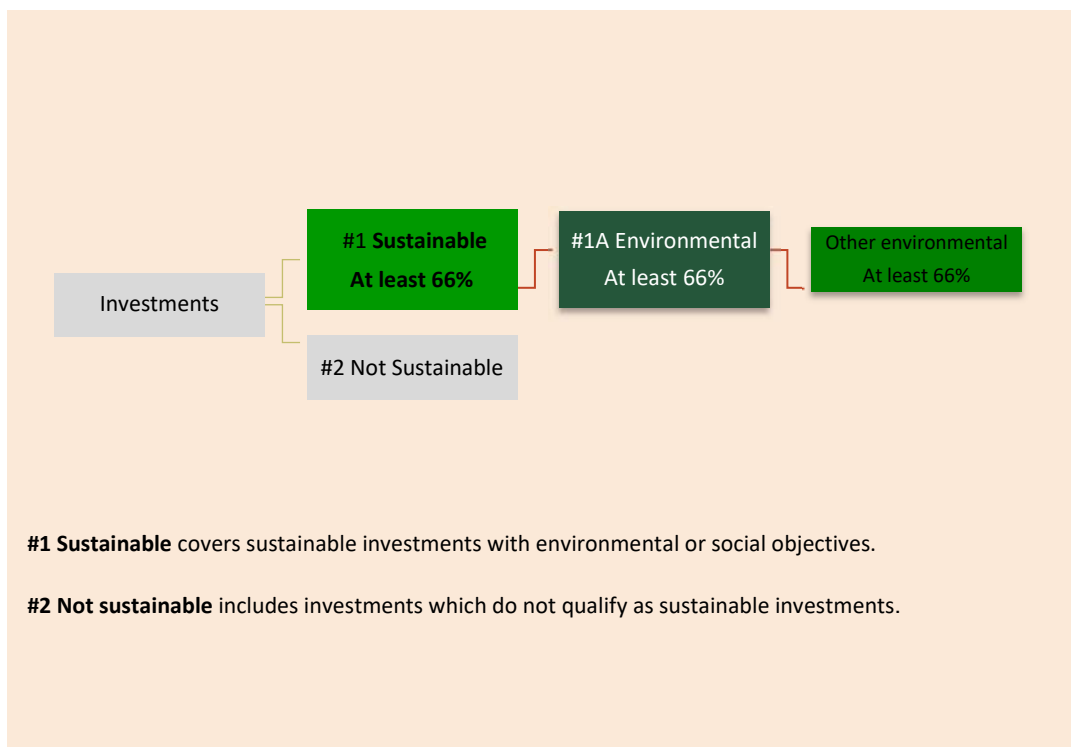 #1 Sustainable
At least 66%
#1A Environmental
At least 66%
Other environmental
At least 66%
Investments
#2 Not Sustainable
#1 Sustainable covers sustainable investments with environmental or social objectives.
#2 Not sustainable includes investments which do not qualify as sustainable investments.